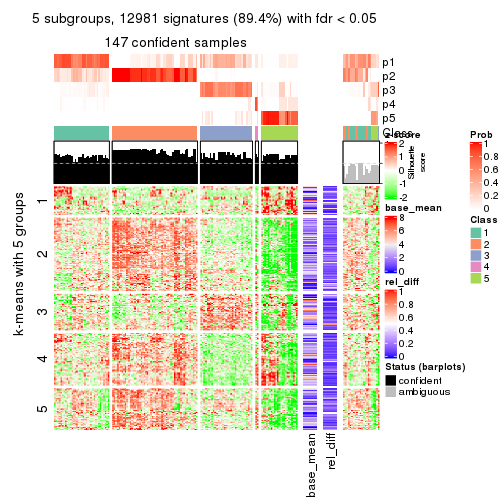 5 subgroups, 12981 signatures (89.4%) with fdr < 0.05
147 confident samples
p1
p2
p3
p4
p5
Class
Silhouette
score
k-means with 5 groups
1
2
3
4
5
base_mean
rel_diff
z-score
2
1
0
-1
-2
base_mean
8
6
4
2
0
rel_diff
1
0.8
0.6
0.4
0.2
0
Status (barplots)
confident
ambiguous
Prob
1
0.8
0.6
0.4
0.2
0
Class
1
2
3
4
5